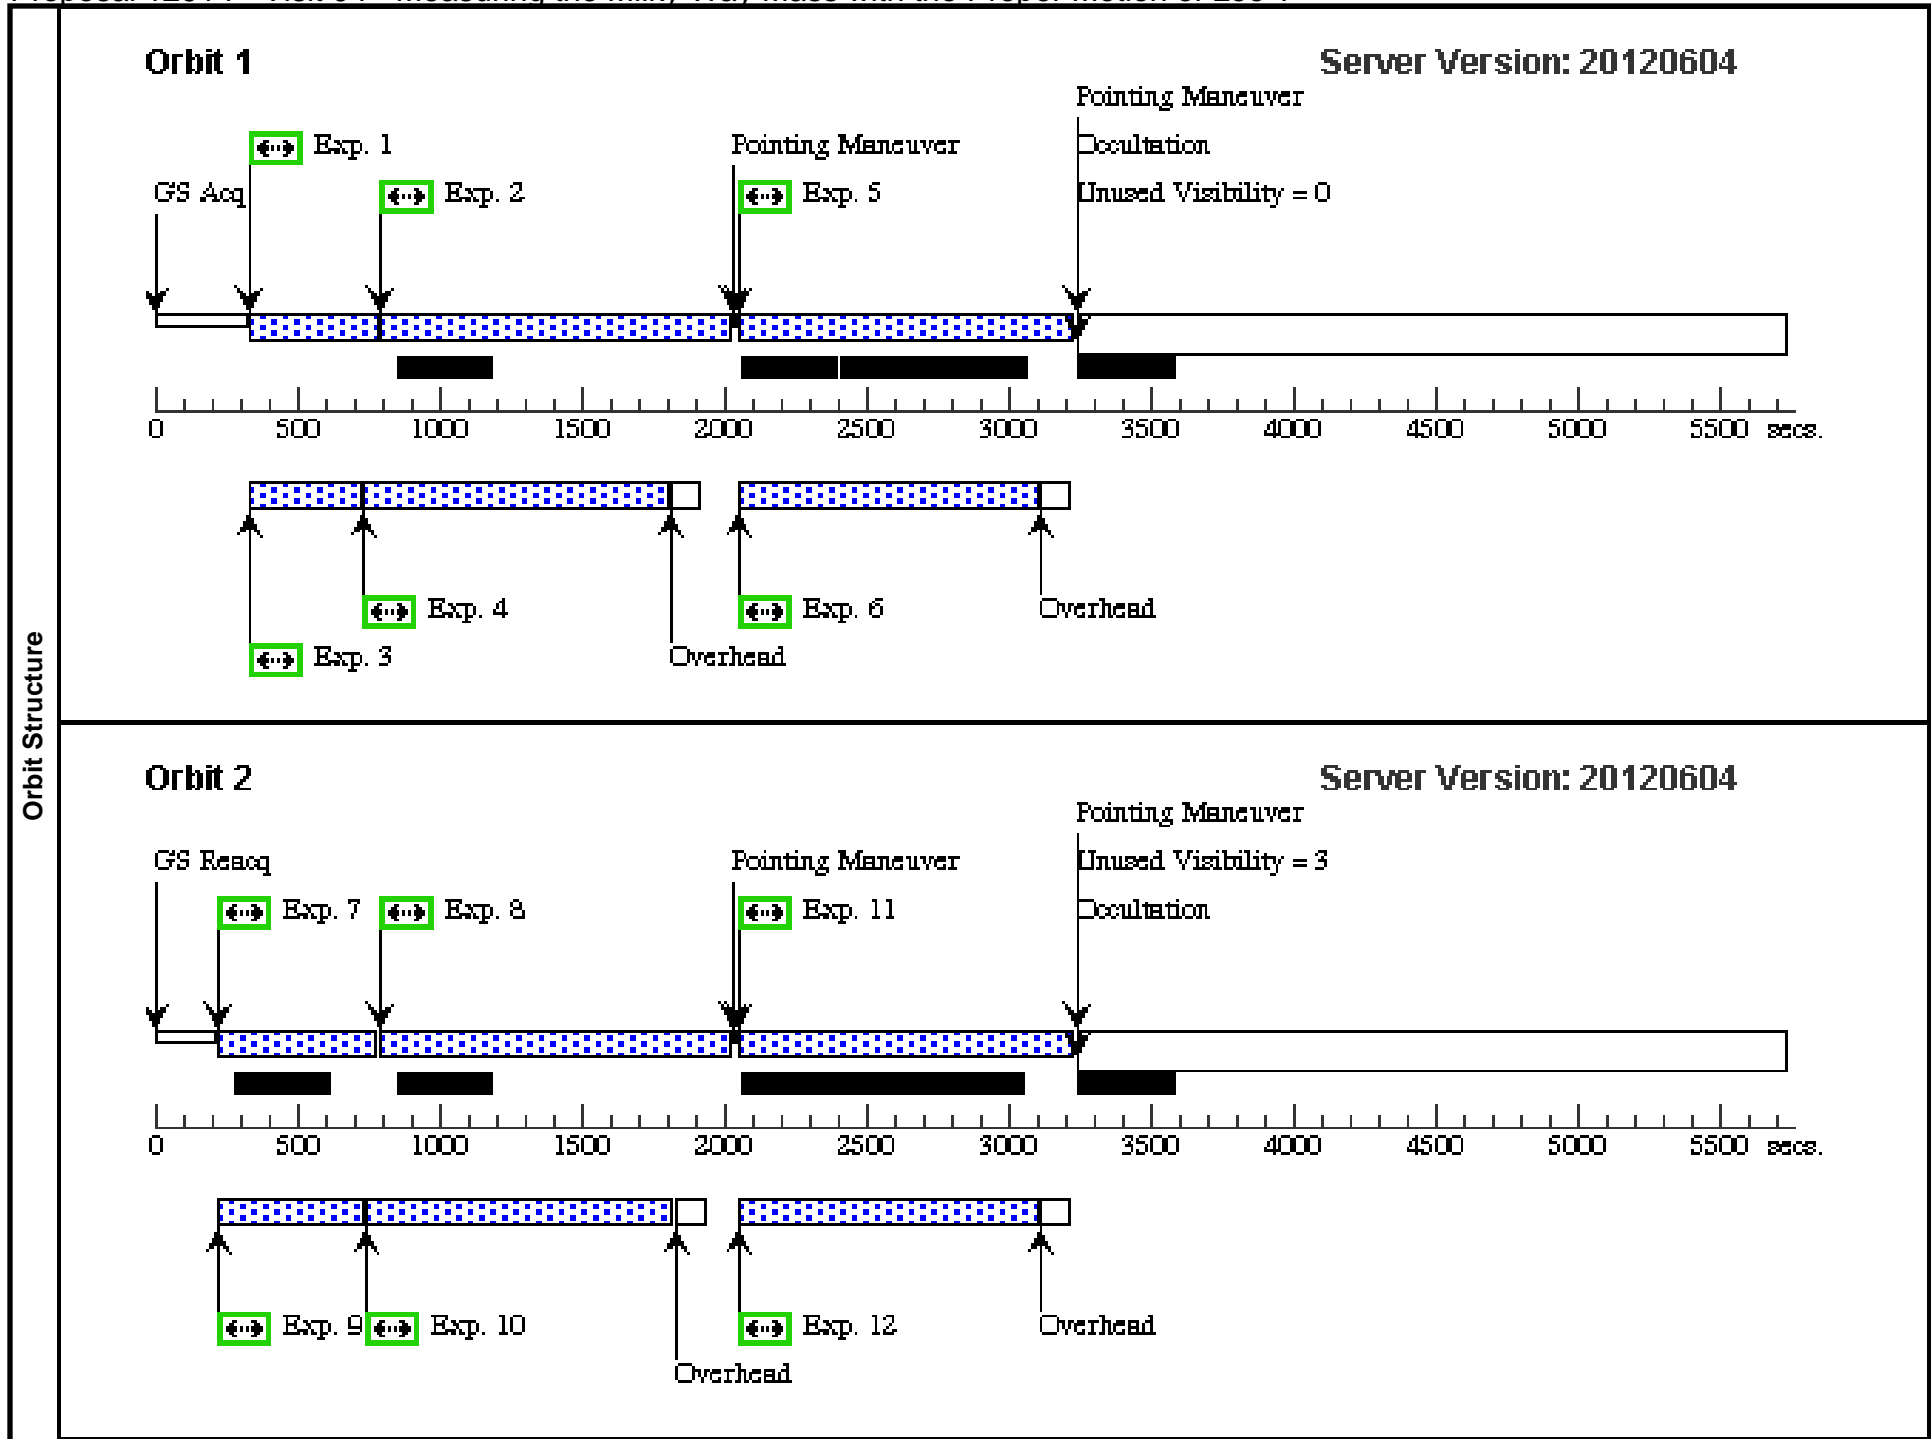 Orbit Structure
Orbit 1
Server Version: 20120604
Pointing Maneuver
Exp. 1
Pointing Maneuver
Occultation
GS Acq
Exp. 2
Exp. 5
Unused Visibility = 0
0 500 1000 1500 2000 2500 3000 3500 4000 4500 5000 5500 secs.
Exp. 4
Exp. 6
Overhead
Exp. 3
Overhead
Orbit 2
Server Version: 20120604
Pointing Maneuver
GS Reacq
Pointing Maneuver
Unused Visibility = 3
Exp. 7
Exp. 8
Exp. 11
Occultation
0 500 1000 1500 2000 2500 3000 3500 4000 4500 5000 5500 secs.
Exp. 9
Exp. 10
Exp. 12
Overhead
Overhead